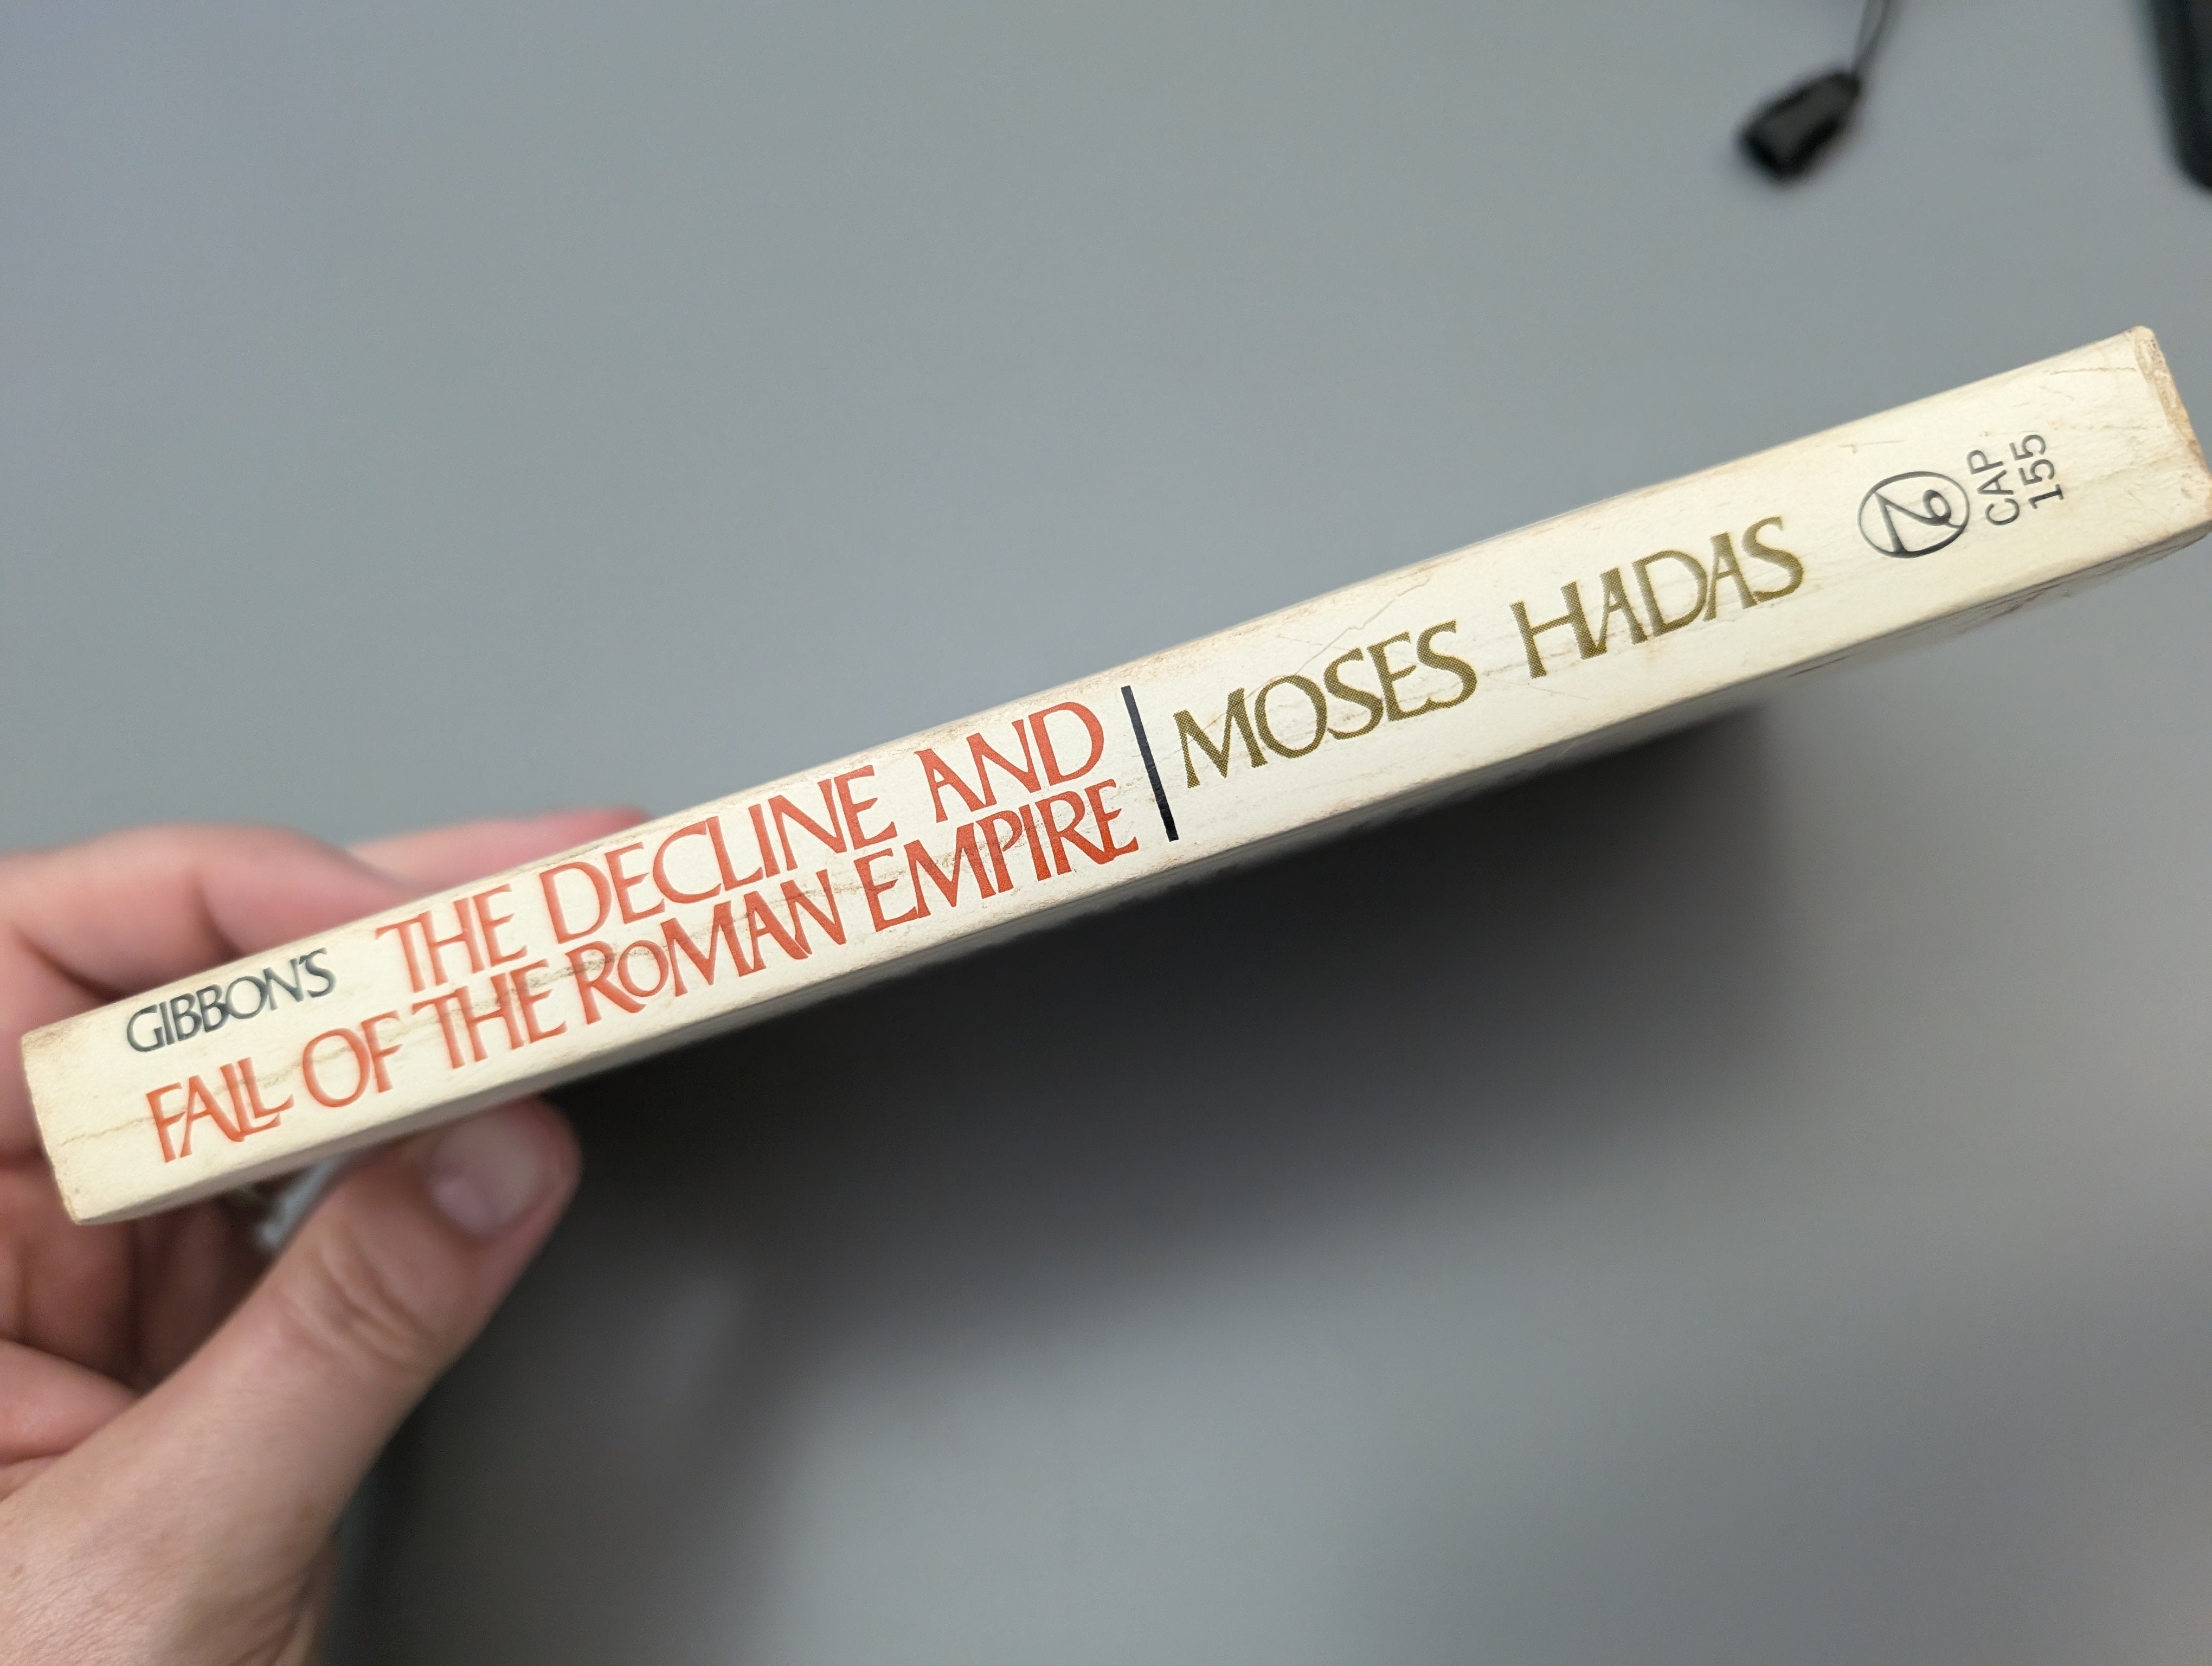 GIBBON'S THE DECLINE AND
FALL OF THE ROMAN EMPIRE
MOSES HADAS
CAP
155